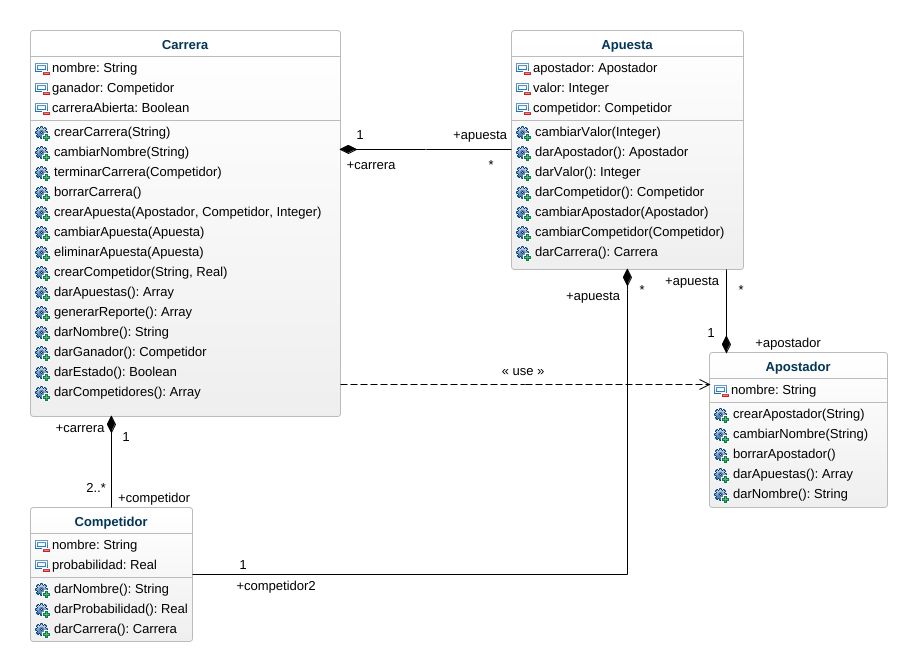 Carrera
nombre: String
ganador: Competidor
carreraAbierta: Boolean
crearCarrera(String)
cambiarNombre(String)
terminarCarrera(Competidor)
borrarCarrera()
crearApuesta(Apostador, Competidor, Integer)
cambiarApuesta(Apuesta)
eliminarApuesta(Apuesta)
crearCompetidor(String, Real)
darApuestas(): Array
generarReporte(): Array
darNombre(): String
darGanador(): Competidor
darEstado(): Boolean
darCompetidores(): Array
1
+carrera
+apuesta
*
Apuesta
apostador: Apostador
valor: Integer
competidor: Competidor
cambiarValor(Integer)
darApostador(): Apostador
darValor(): Integer
darCompetidor(): Competidor
cambiarApostador(Apostador)
cambiarCompetidor(Competidor)
darCarrera(): Carrera
+apuesta
*
+apuesta
*
1
+apostador
« use »
Apostador
nombre: String
crearApostador(String)
cambiarNombre(String)
borrarApostador()
darApuestas(): Array
darNombre(): String
+carrera
1
2..*
+competidor
Competidor
nombre: String
probabilidad: Real
darNombre(): String
darProbabilidad(): Real
darCarrera(): Carrera
1
+competidor2